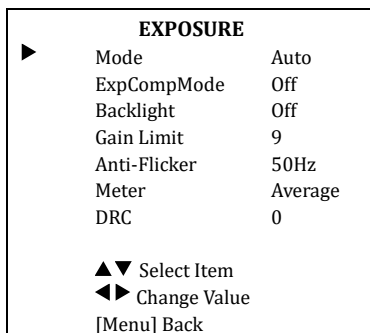 EXPOSURE
▶ Mode Auto
ExpCompMode Off
Backlight Off
Gain Limit 9
Anti-Flicker 50Hz
Meter Average
DRC 0
▲▼ Select Item
◀▶ Change Value
[Menu] Back